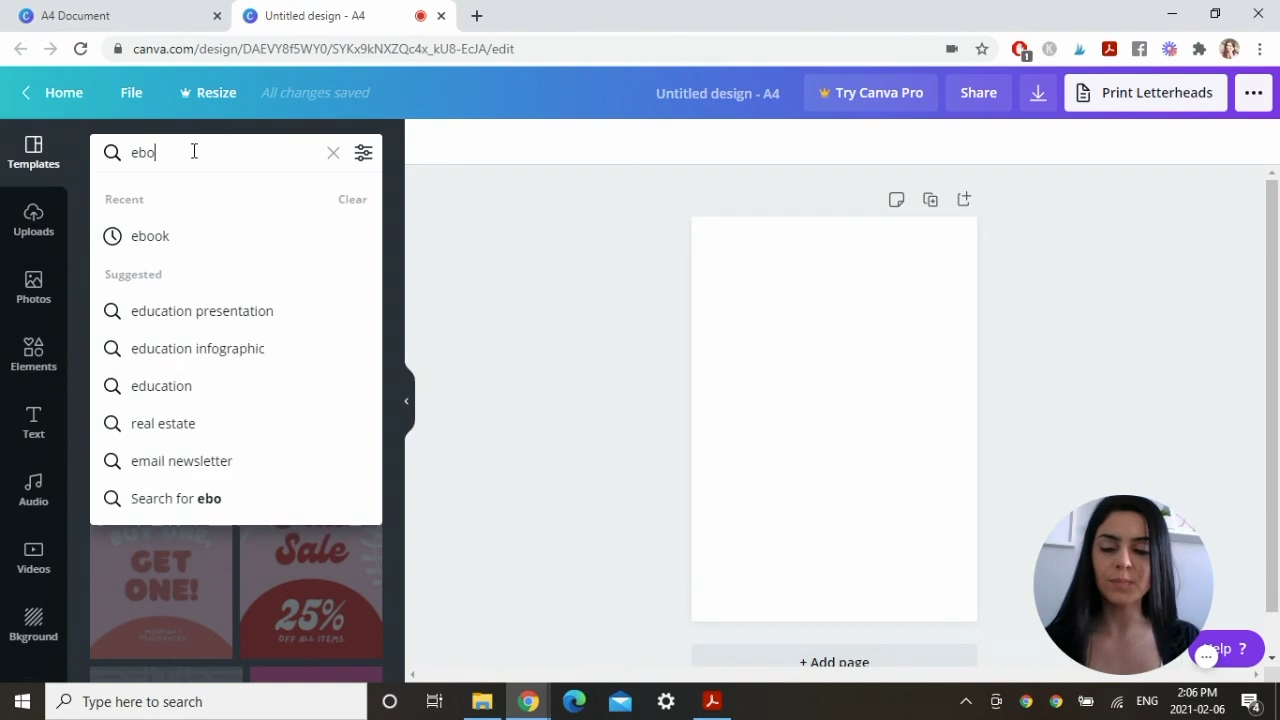 A4 Document
Untitled design - A4
canva.com/design/DAEVY8f5WY0/SYKx9kNXZQc4x_kU8-EcJA/edit
1
Home
File
Resize
All changes saved
Untitled design - A4
Try Canva Pro
Share
Print Letterheads
Templates
Uploads
Photos
Elements
Text
Audio
Videos
Bkground
ebo
Recent
Clear
ebook
Suggested
education presentation
education infographic
education
real estate
email newsletter
Search for ebo
GET
ONE!
Sale
25%
OFF ALL ITEMS
+ Add page
Help ?
Type here to search
ENG
2:06 PM
2021-02-06
4